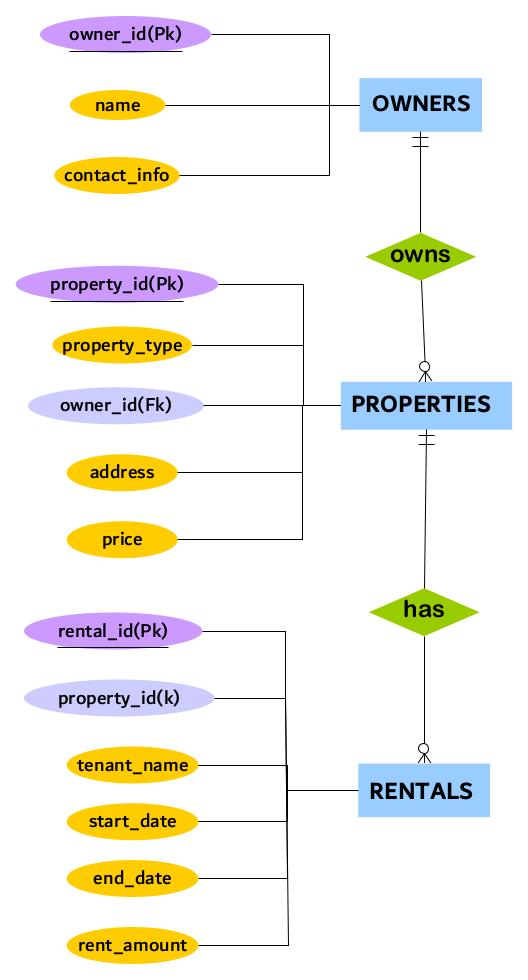 owner_id(Pk)
name
OWNERS
contact_info
owns
property_id(Pk)
property_type
owner_id(Fk)
PROPERTIES
address
price
has
rental_id(Pk)
property_id(k)
tenant_name
RENTALS
start_date
end_date
rent_amount